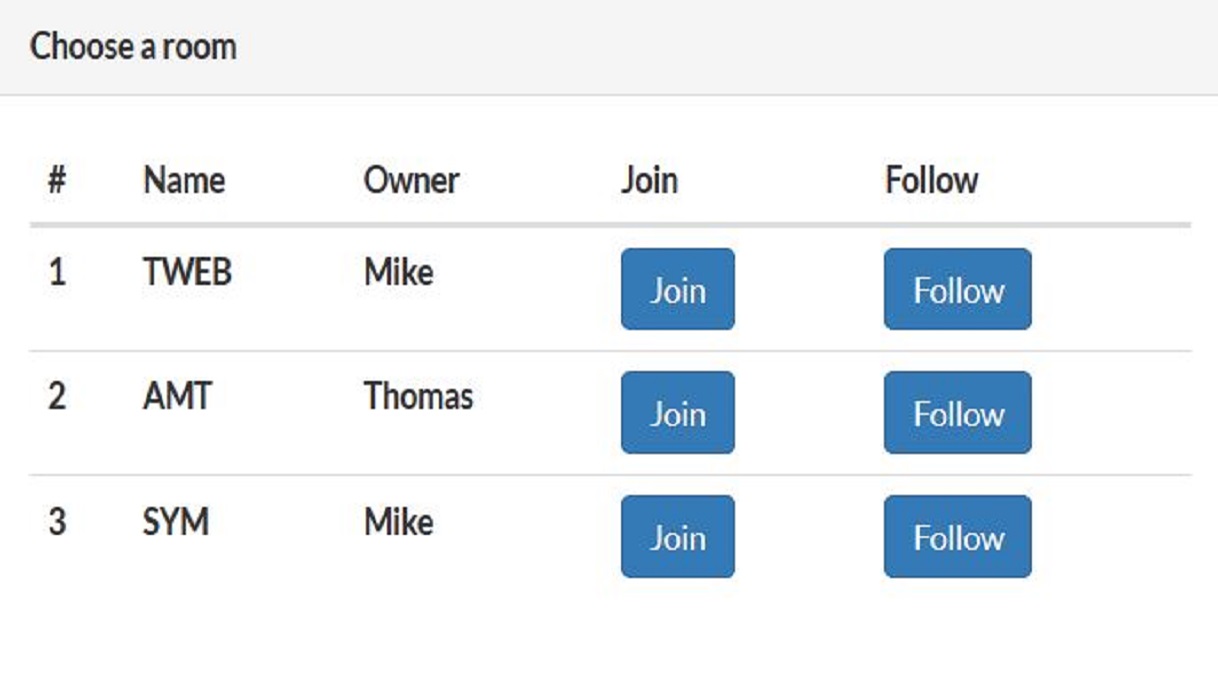 Choose a room
# Name Owner Join Follow
1 TWEB Mike Join Follow
2 AMT Thomas Join Follow
3 SYM Mike Join Follow